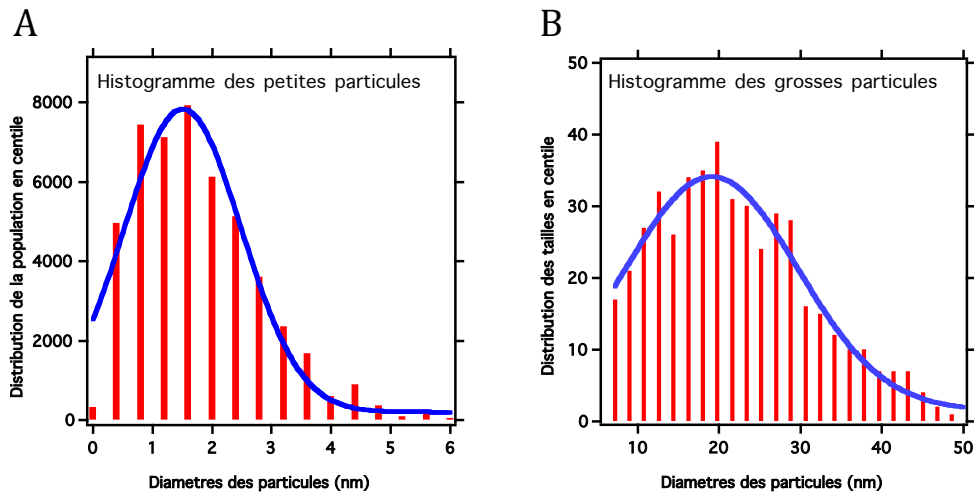 A
Histogramme des petites particules
Distribution de la population en centile
8000
6000
4000
2000
0
0 1 2 3 4 5 6
Diametres des particules (nm)
B
Histogramme des grosses particules
Distribution des tailles en centile
50
40
30
20
10
0
10 20 30 40 50
Diametres des particules (nm)